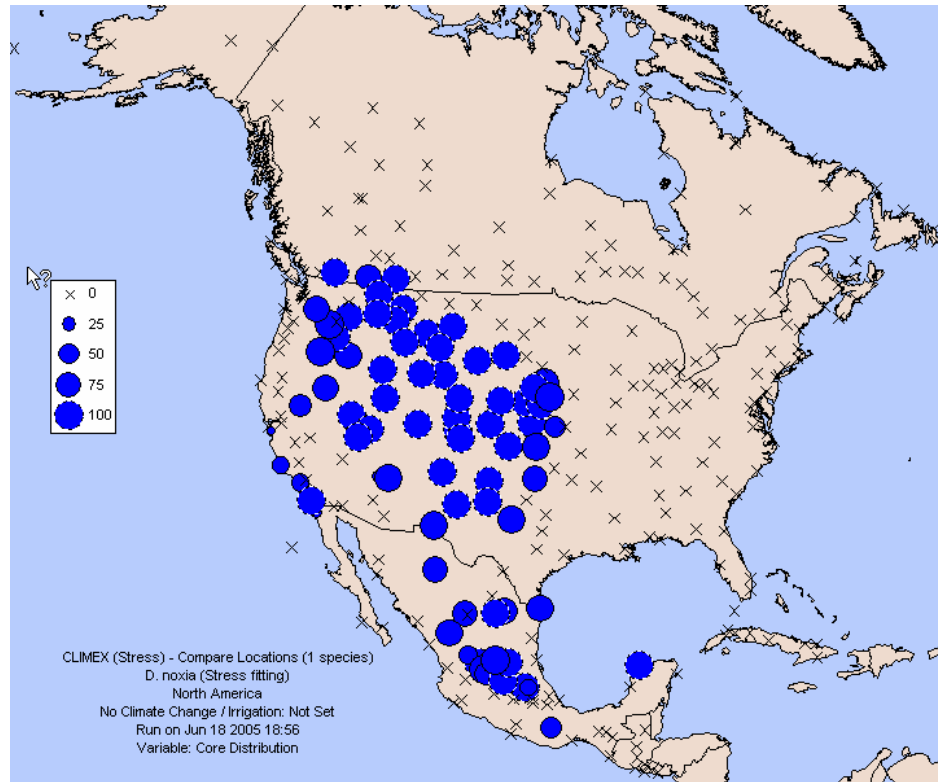 ?
0
25
50
75
100
CLIMEX (Stress) - Compare Locations (1 species)
D. noxia (Stress fitting)
North America
No Climate Change / Irrigation: Not Set
Run on Jun 18 2005 18:56
Variable: Core Distribution